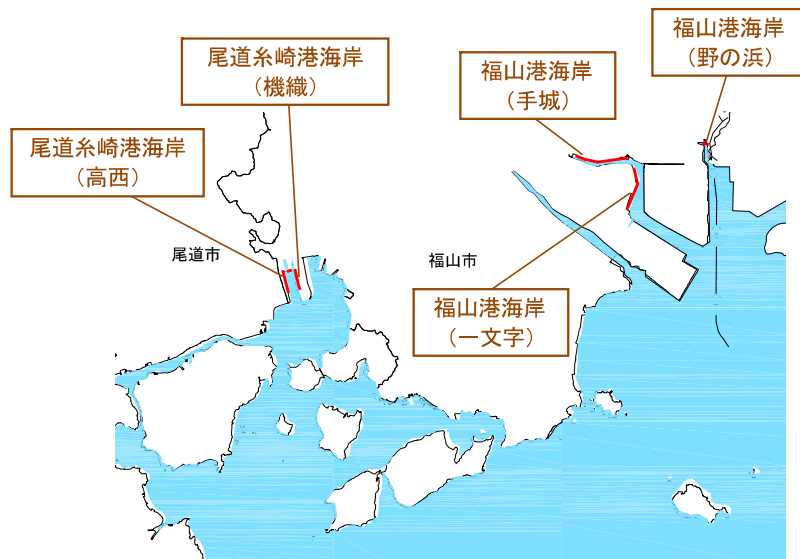 福山港海岸
（野の浜）
尾道糸崎港海岸
（機織）
福山港海岸
（手城）
尾道糸崎港海岸
（高西）
尾道市
福山市
福山港海岸
（一文字）